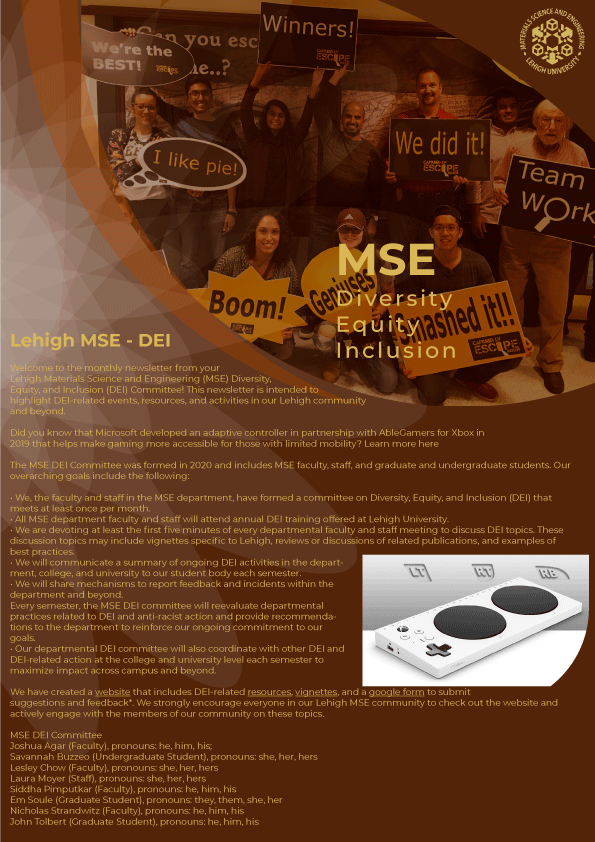 Can you esc
me..?
We're the
BEST!
Winners!
I like pie!
We did it!
ESCAPE
Team
Work
MATERIALS SCIENCE AND ENGINEERING
LEHIGH UNIVERSITY
Boom!
Geniuses
Smashed it!!
ESCAPE
MSE
Diversity
Equity
Inclusion
Lehigh MSE - DEI
Welcome to the monthly newsletter from your
Lehigh Materials Science and Engineering (MSE) Diversity,
Equity, and Inclusion (DEI) Committee! This newsletter is intended to
highlight DEI-related events, resources, and activities in our Lehigh community
and beyond.
Did you know that Microsoft developed an adaptive controller in partnership with AbleGamers for Xbox in
2019 that helps make gaming more accessible for those with limited mobility? Learn more here
The MSE DEI Committee was formed in 2020 and includes MSE faculty, staff, and graduate and undergraduate students. Our
overarching goals include the following:
• We, the faculty and staff in the MSE department, have formed a committee on Diversity, Equity, and Inclusion (DEI) that
meets at least once per month.
• All MSE department faculty and staff will attend annual DEI training offered at Lehigh University.
• We are devoting at least the first five minutes of every departmental faculty and staff meeting to discuss DEI topics. These
discussion topics may include vignettes specific to Lehigh, reviews or discussions of related publications, and examples of
best practices.
• We will communicate a summary of ongoing DEI activities in the depart-
ment, college, and university to our student body each semester.
• We will share mechanisms to report feedback and incidents within the
department and beyond.
Every semester, the MSE DEI committee will reevaluate departmental
practices related to DEI and anti-racist action and provide recommenda-
tions to the department to reinforce our ongoing commitment to our
goals.
• Our departmental DEI committee will also coordinate with other DEI and
DEI-related action at the college and university level each semester to
maximize impact across campus and beyond.
LT
RT
RB
We have created a website that includes DEI-related resources, vignettes, and a google form to submit
suggestions and feedback*. We strongly encourage everyone in our Lehigh MSE community to check out the website and
actively engage with the members of our community on these topics.
MSE DEI Committee
Joshua Agar (Faculty), pronouns: he, him, his;
Savannah Buzzeo (Undergraduate Student), pronouns: she, her, hers
Lesley Chow (Faculty), pronouns: she, her, hers
Laura Moyer (Staff), pronouns: she, her, hers
Siddha Pimputkar (Faculty), pronouns: he, him, his
Em Soule (Graduate Student), pronouns: they, them, she, her
Nicholas Strandwitz (Faculty), pronouns: he, him, his
John Tolbert (Graduate Student), pronouns: he, him, his